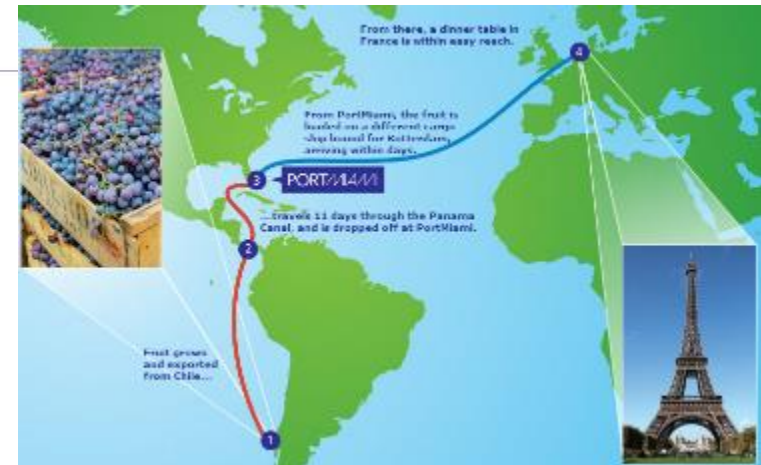 From there, a dinner table in
France is within easy reach.
From PortMiami, the fruit is
loaded on a different cargo
ship bound for Rotterdam,
arriving within days.
4
3
PORTMIAMI
...travels 11 days through the Panama
Canal, and is dropped off at PortMiami.
2
Fruit grows
and exported
from Chile...
1